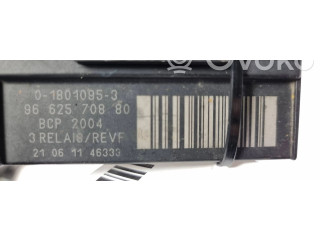 OVOKO
0-1801095-3
96 625 708 80
BCP 2004
3 RELAIS/REVF
21 06 11 46333